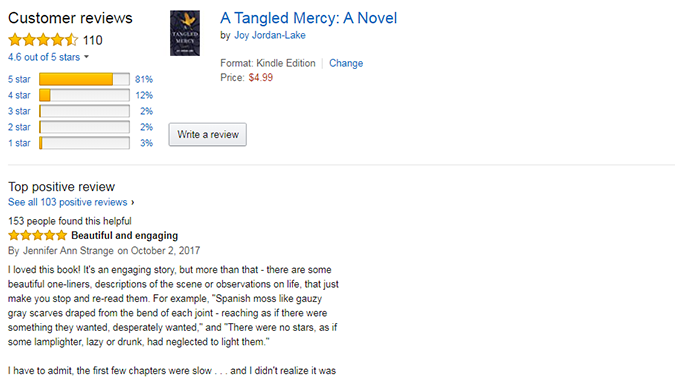 Customer reviews
110
4.6 out of 5 stars
5 star 81%
4 star 12%
3 star 2%
2 star 2%
1 star 3%
A TANGLED MERCY
A Tangled Mercy: A Novel
by Joy Jordan-Lake
Format: Kindle Edition | Change
Price: $4.99
Write a review
Top positive review
See all 103 positive reviews ›
153 people found this helpful
Beautiful and engaging
By Jennifer Ann Strange on October 2, 2017
I loved this book! It's an engaging story, but more than that - there are some
beautiful one-liners, descriptions of the scene or observations on life, that just
make you stop and re-read them. For example, "Spanish moss like gauzy
gray scarves draped from the bend of each joint - reaching as if there were
something they wanted, desperately wanted," and "There were no stars, as if
some lamplighter, lazy or drunk, had neglected to light them."
I have to admit, the first few chapters were slow . . . and I didn't realize it was